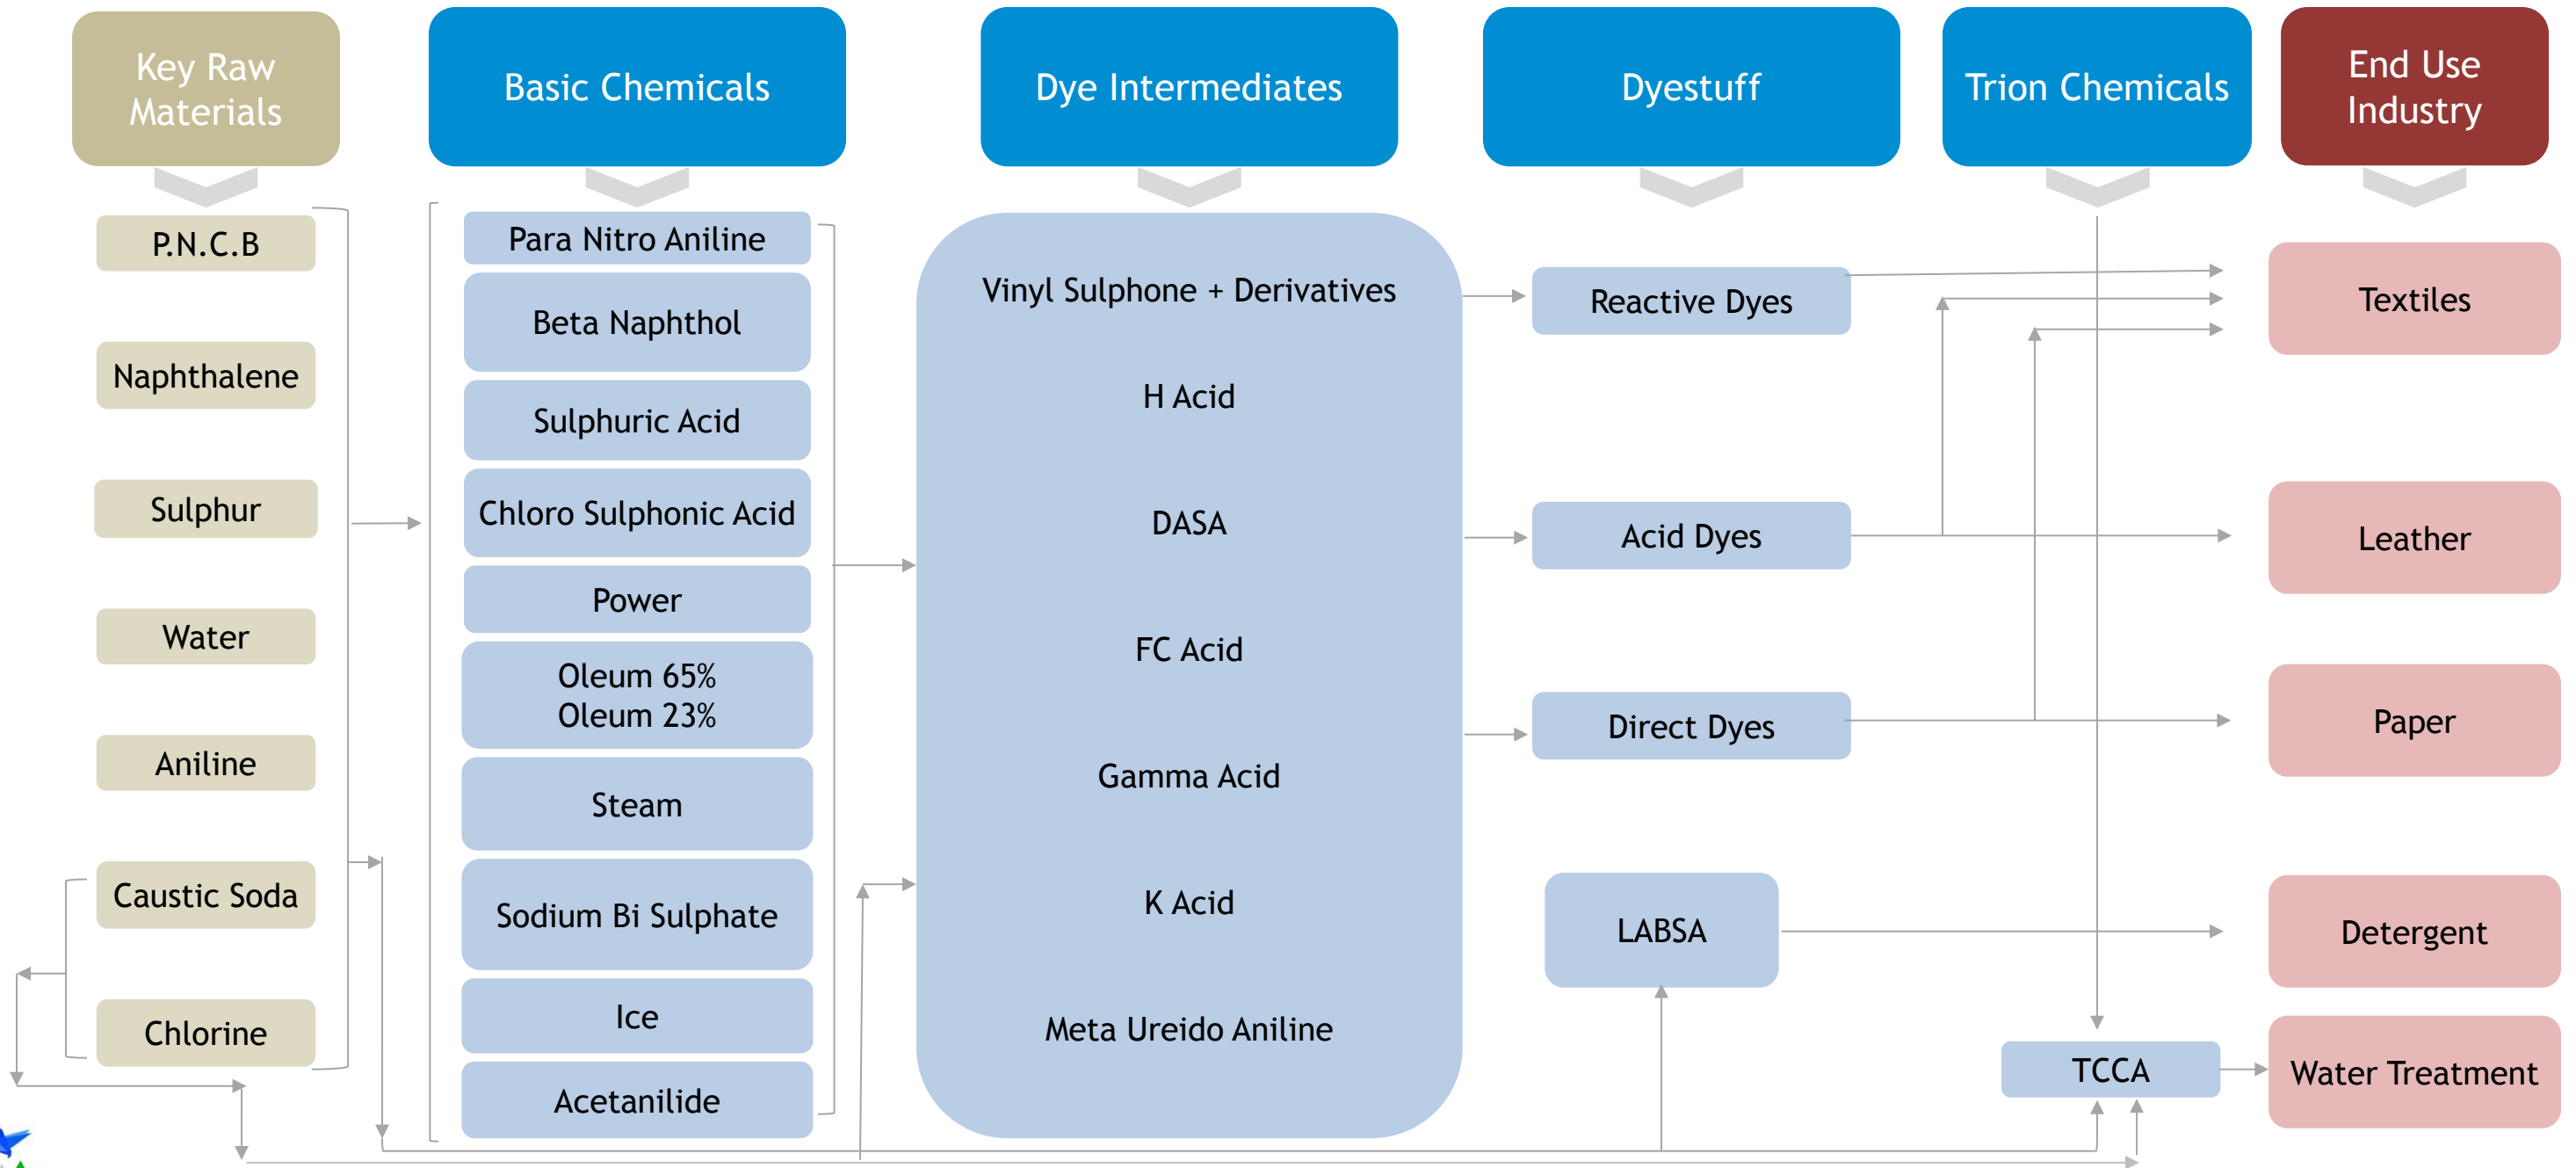 Key Raw
Materials
Basic Chemicals
Dye Intermediates
Dyestuff
Trion Chemicals
End Use
Industry
P.N.C.B
Naphthalene
Sulphur
Water
Aniline
Caustic Soda
Chlorine
Para Nitro Aniline
Beta Naphthol
Sulphuric Acid
Chloro Sulphonic Acid
Power
Oleum 65%
Oleum 23%
Steam
Sodium Bi Sulphate
Ice
Acetanilide
Vinyl Sulphone + Derivatives
H Acid
DASA
FC Acid
Gamma Acid
K Acid
Meta Ureido Aniline
Reactive Dyes
Acid Dyes
Direct Dyes
LABSA
TCCA
Textiles
Leather
Paper
Detergent
Water Treatment